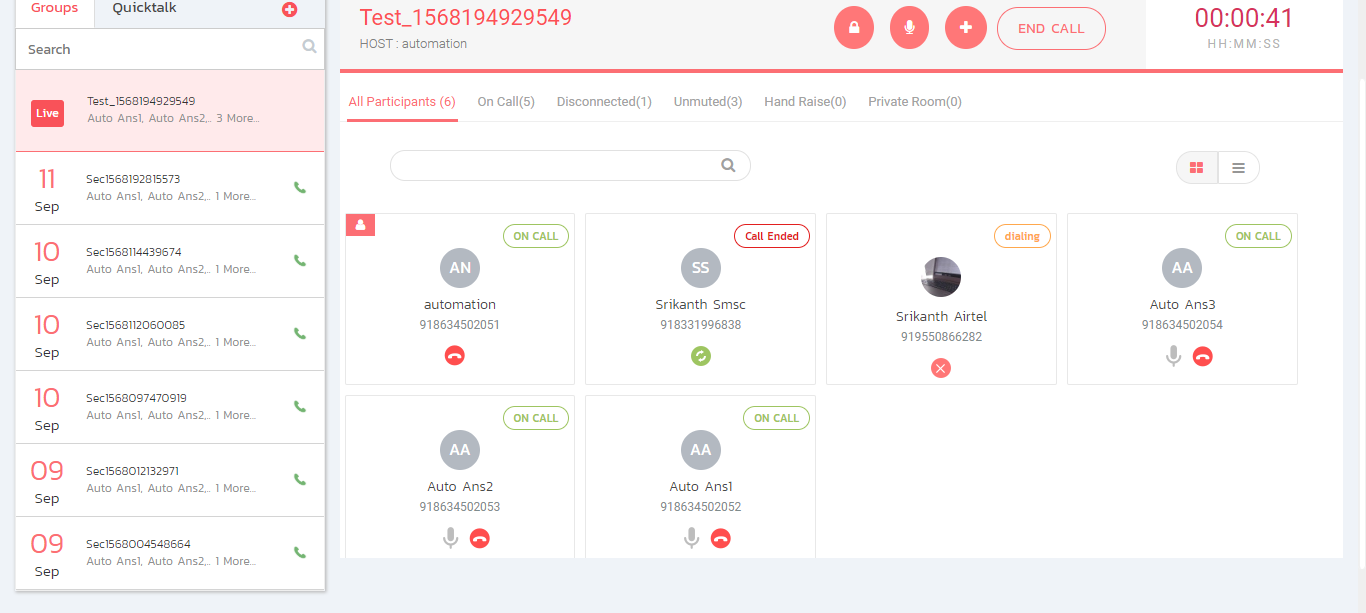 Groups
Quicktalk
Search
Live
Test_1568194929549
Auto Ans1, Auto Ans2,.. 3 More...
11
Sep
Sec1568192815573
Auto Ans1, Auto Ans2,.. 1 More...
10
Sep
Sec1568114439674
Auto Ans1, Auto Ans2,.. 1 More...
10
Sep
Sec1568112060085
Auto Ans1, Auto Ans2,.. 1 More...
10
Sep
Sec1568097470919
Auto Ans1, Auto Ans2,.. 1 More...
09
Sep
Sec1568012132971
Auto Ans1, Auto Ans2,.. 1 More...
09
Sep
Sec1568004548664
Auto Ans1, Auto Ans2,.. 1 More...
Test_1568194929549
HOST : automation
END CALL
00:00:41
HH:MM:SS
All Participants (6)
On Call(5)
Disconnected(1)
Unmuted(3)
Hand Raise(0)
Private Room(0)
ON CALL
AN
automation
918634502051
Call Ended
SS
Srikanth Smsc
918331996838
dialing
Srikanth Airtel
919550866282
ON CALL
AA
Auto Ans3
918634502054
ON CALL
AA
Auto Ans2
918634502053
ON CALL
AA
Auto Ans1
918634502052